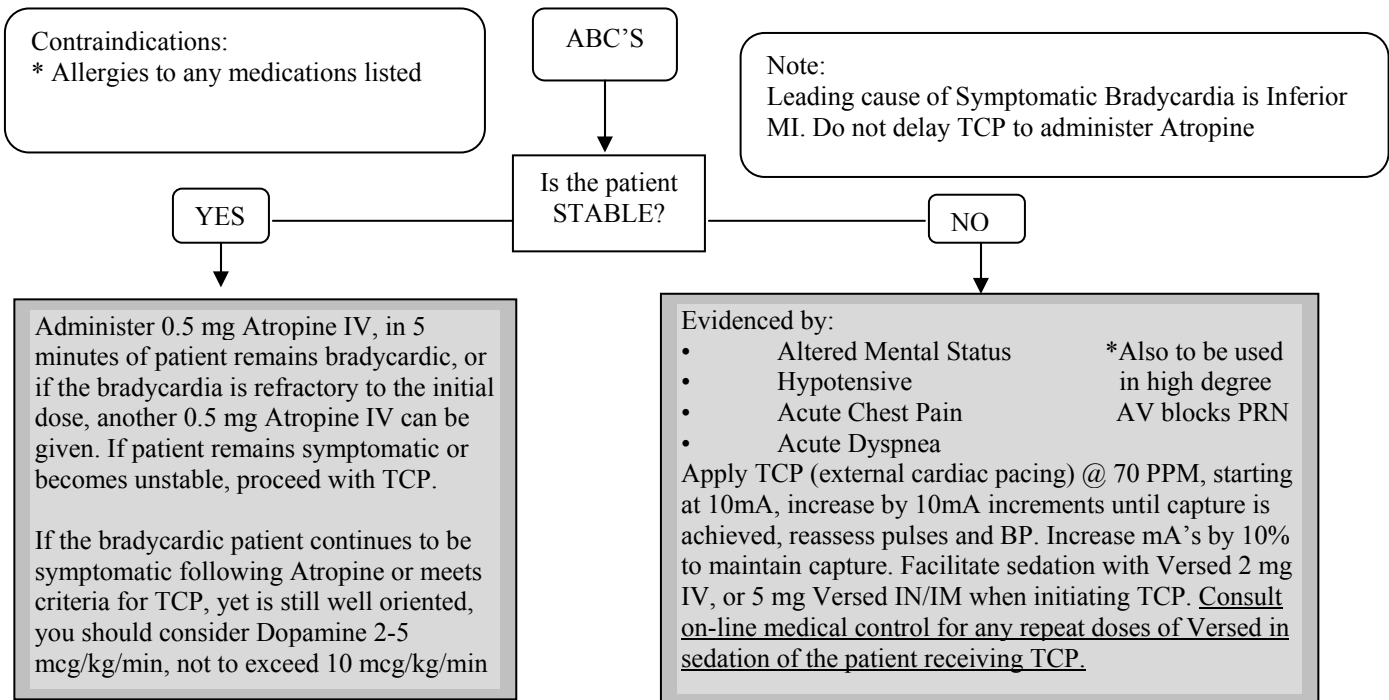 Contraindications:
* Allergies to any medications listed
ABC’S
Note:
Leading cause of Symptomatic Bradycardia is Inferior
MI. Do not delay TCP to administer Atropine
Is the patient
STABLE?
YES
NO
Administer 0.5 mg Atropine IV, in 5
minutes of patient remains bradycardic, or
if the bradycardia is refractory to the initial
dose, another 0.5 mg Atropine IV can be
given. If patient remains symptomatic or
becomes unstable, proceed with TCP.
If the bradycardic patient continues to be
symptomatic following Atropine or meets
criteria for TCP, yet is still well oriented,
you should consider Dopamine 2-5
mcg/kg/min, not to exceed 10 mcg/kg/min
Evidenced by:
• Altered Mental Status *Also to be used
• Hypotensive in high degree
• Acute Chest Pain AV blocks PRN
• Acute Dyspnea
Apply TCP (external cardiac pacing) @ 70 PPM, starting
at 10mA, increase by 10mA increments until capture is
achieved, reassess pulses and BP. Increase mA’s by 10%
to maintain capture. Facilitate sedation with Versed 2 mg
IV, or 5 mg Versed IN/IM when initiating TCP. Consult
on-line medical control for any repeat doses of Versed in
sedation of the patient receiving TCP.